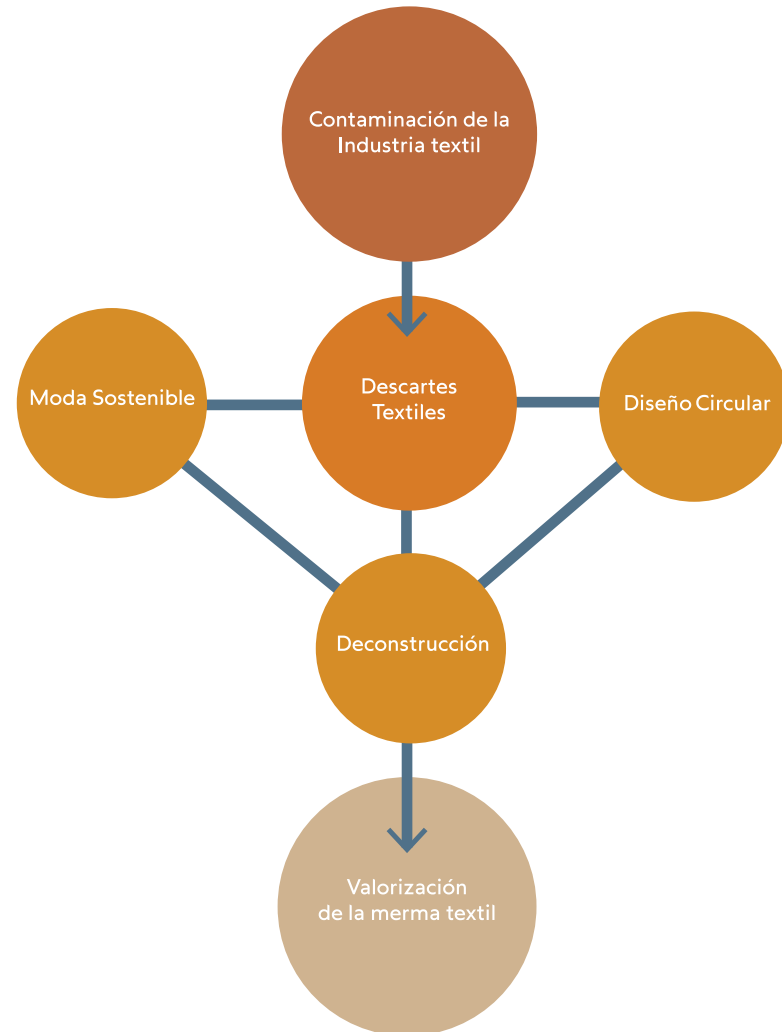 Contaminación de la
Industria textil
Moda Sostenible
Descartes
Textiles
Diseño Circular
Deconstrucción
Valorización
de la merma textil